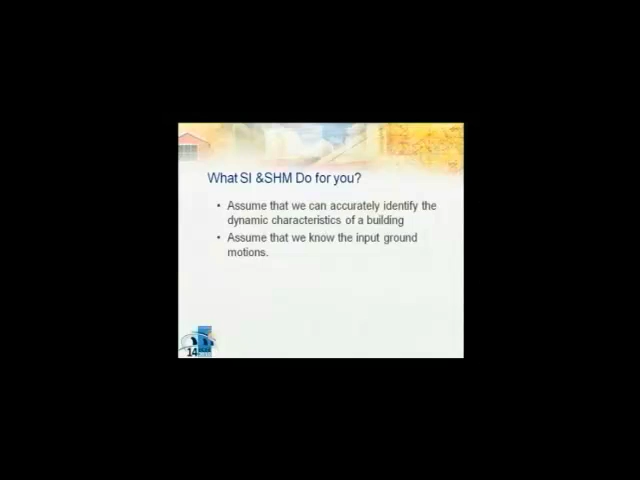 What SI &SHM Do for you?
• Assume that we can accurately identify the
dynamic characteristics of a building
• Assume that we know the input ground
motions.
14